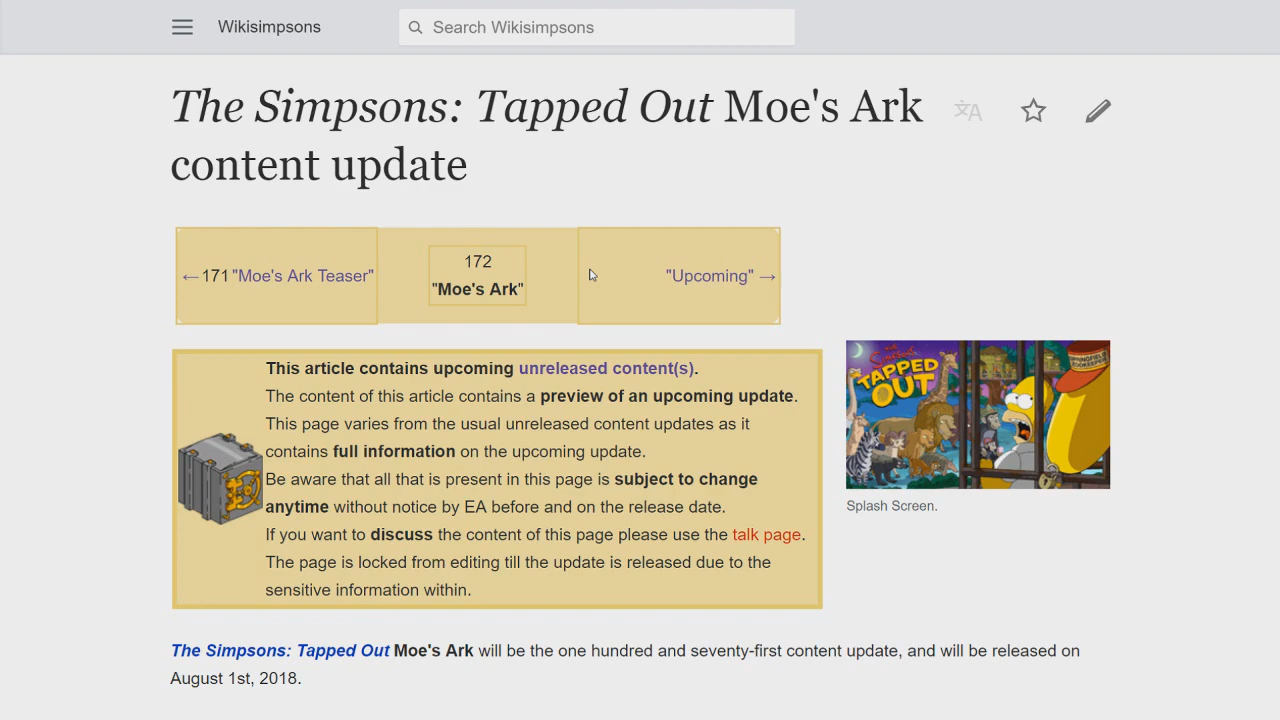 Wikisimpsons
Search Wikisimpsons
The Simpsons: Tapped Out Moe's Ark
content update
← 171 "Moe's Ark Teaser"
172
"Moe's Ark"
"Upcoming" →
This article contains upcoming unreleased content(s).
The content of this article contains a preview of an upcoming update.
This page varies from the usual unreleased content updates as it
contains full information on the upcoming update.
Be aware that all that is present in this page is subject to change
anytime without notice by EA before and on the release date.
If you want to discuss the content of this page please use the talk page.
The page is locked from editing till the update is released due to the
sensitive information within.
The Simpsons
TAPPED
OUT
Splash Screen.
The Simpsons: Tapped Out Moe's Ark will be the one hundred and seventy-first content update, and will be released on
August 1st, 2018.